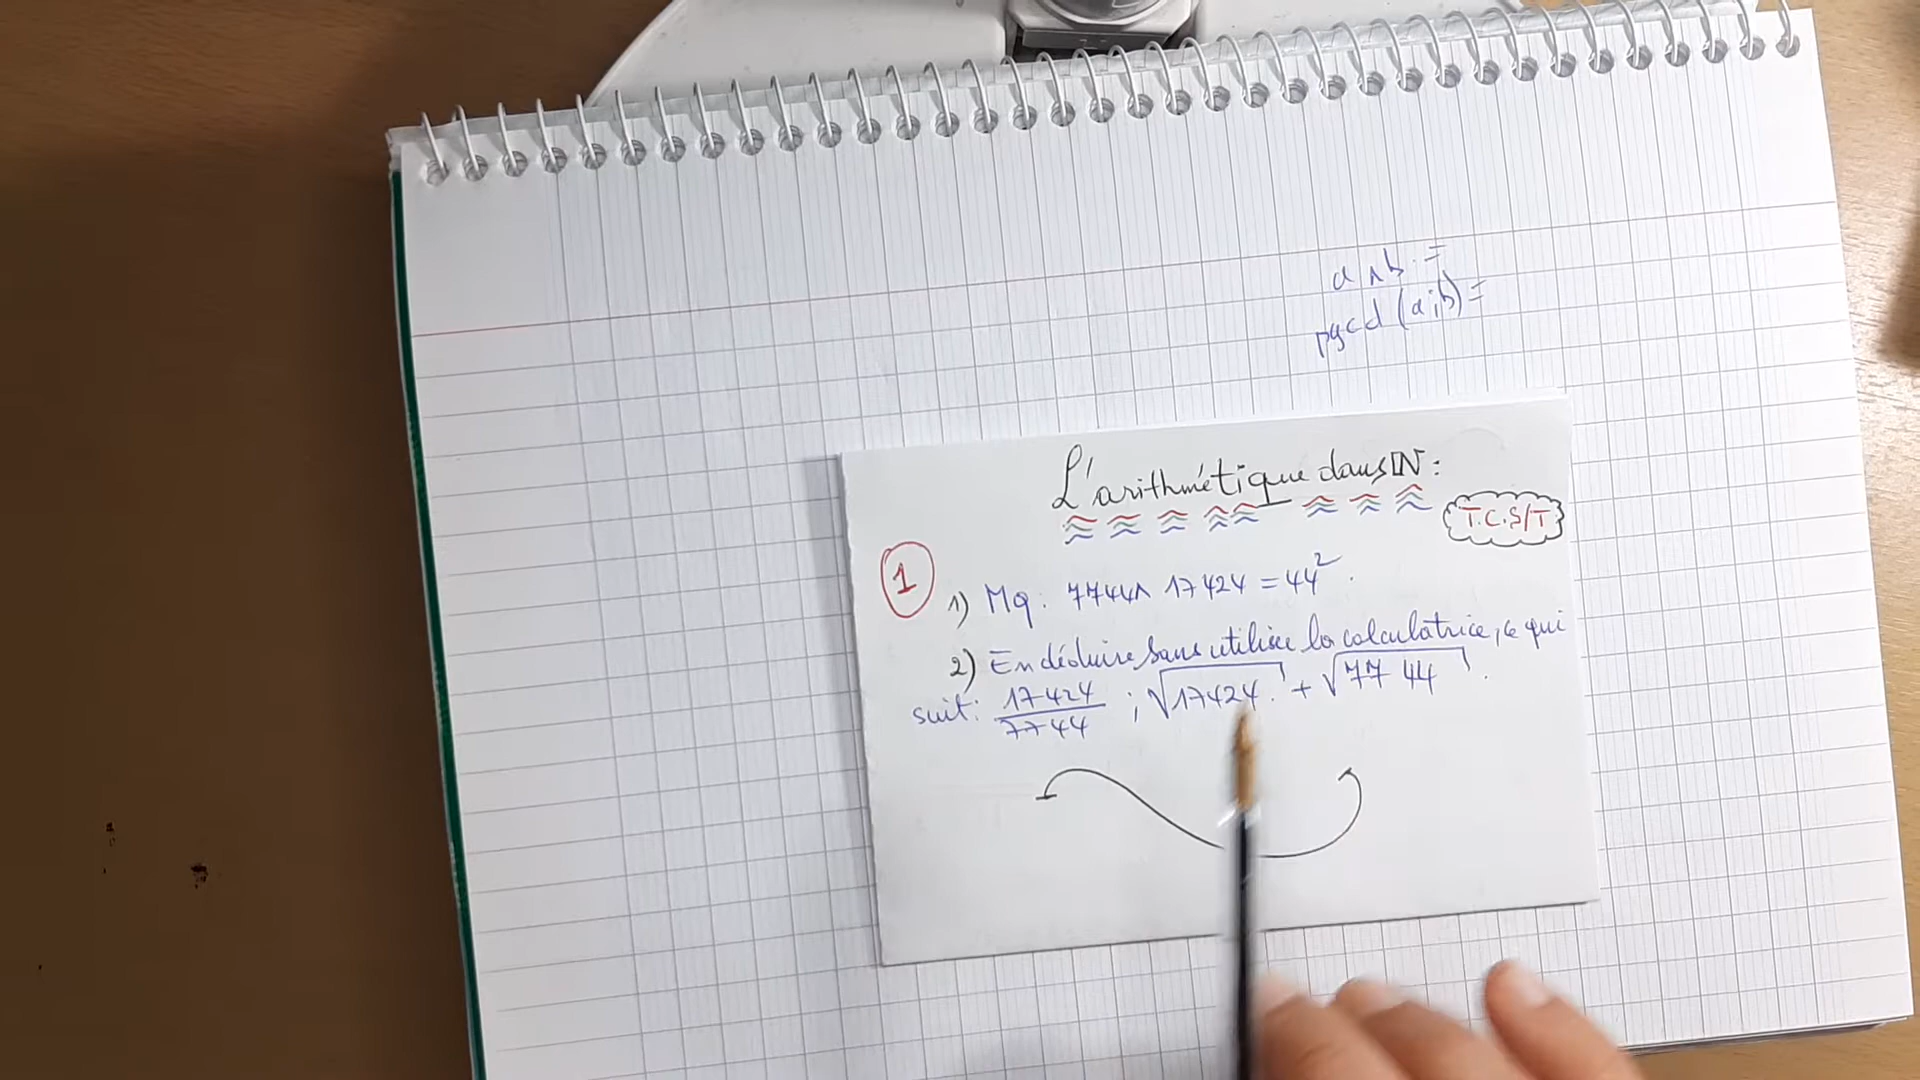 a ∧ b =
pgcd (a;b) =
L'arithmétique dans ℕ :
T.C.S/T
1
1) Mq : 7744 ∧ 17424 = 44².
2) En déduire sans utiliser la calculatrice, ce qui
suit : 17424/7744 ; √17424 + √7744.